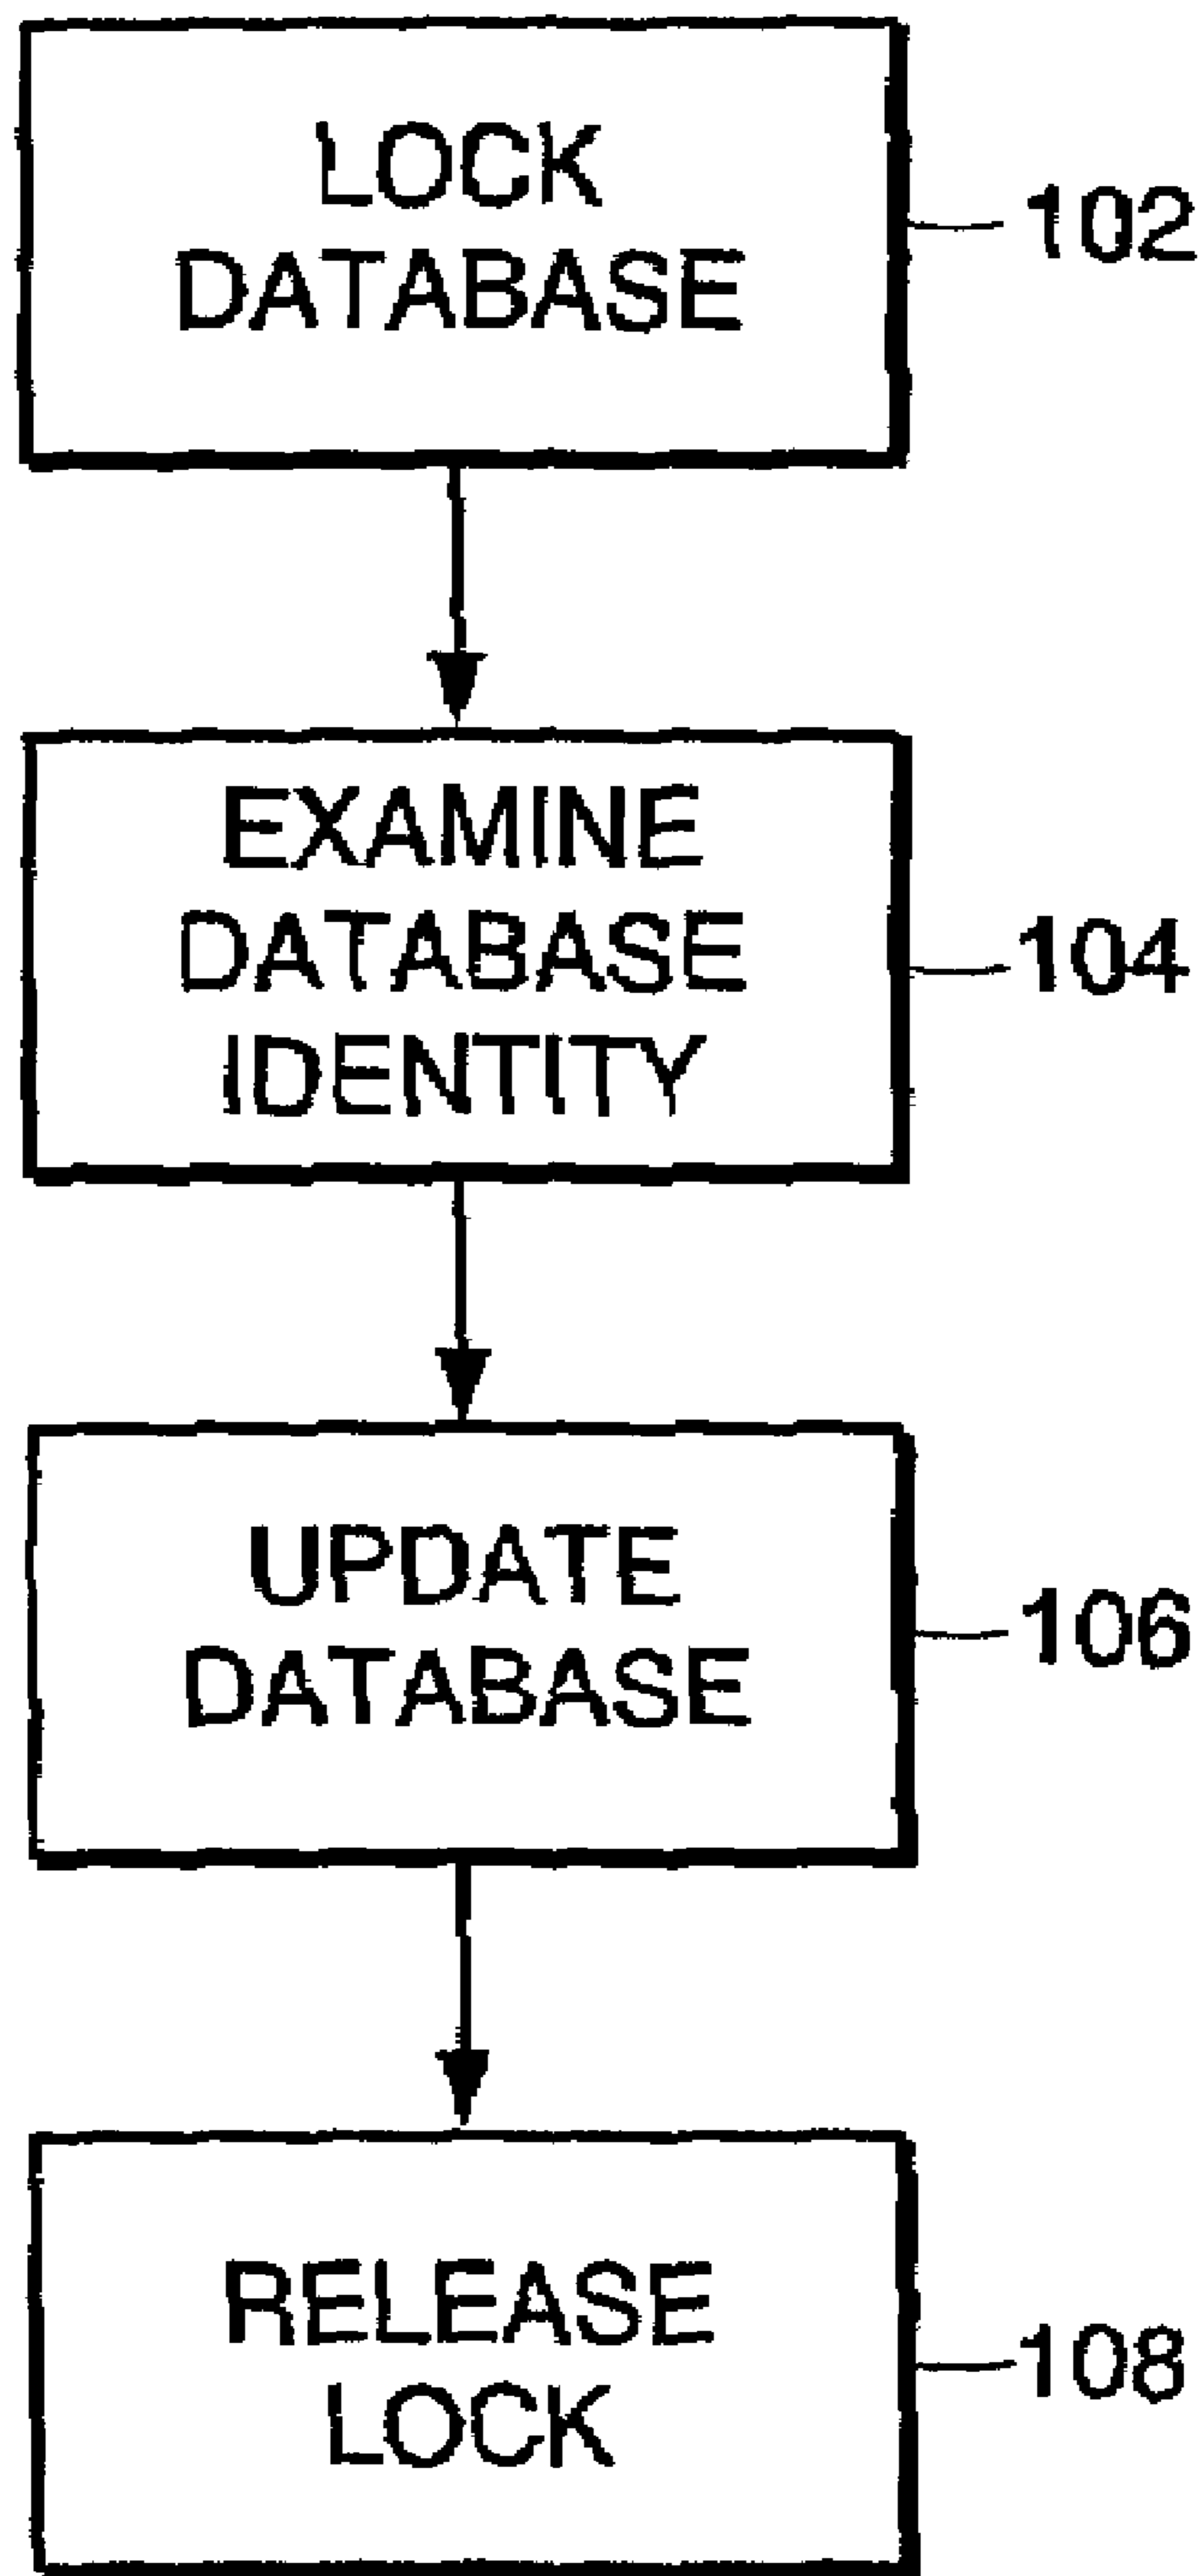 LOCK
DATABASE
102
EXAMINE
DATABASE
IDENTITY
104
UPDATE
DATABASE
106
RELEASE
LOCK
108